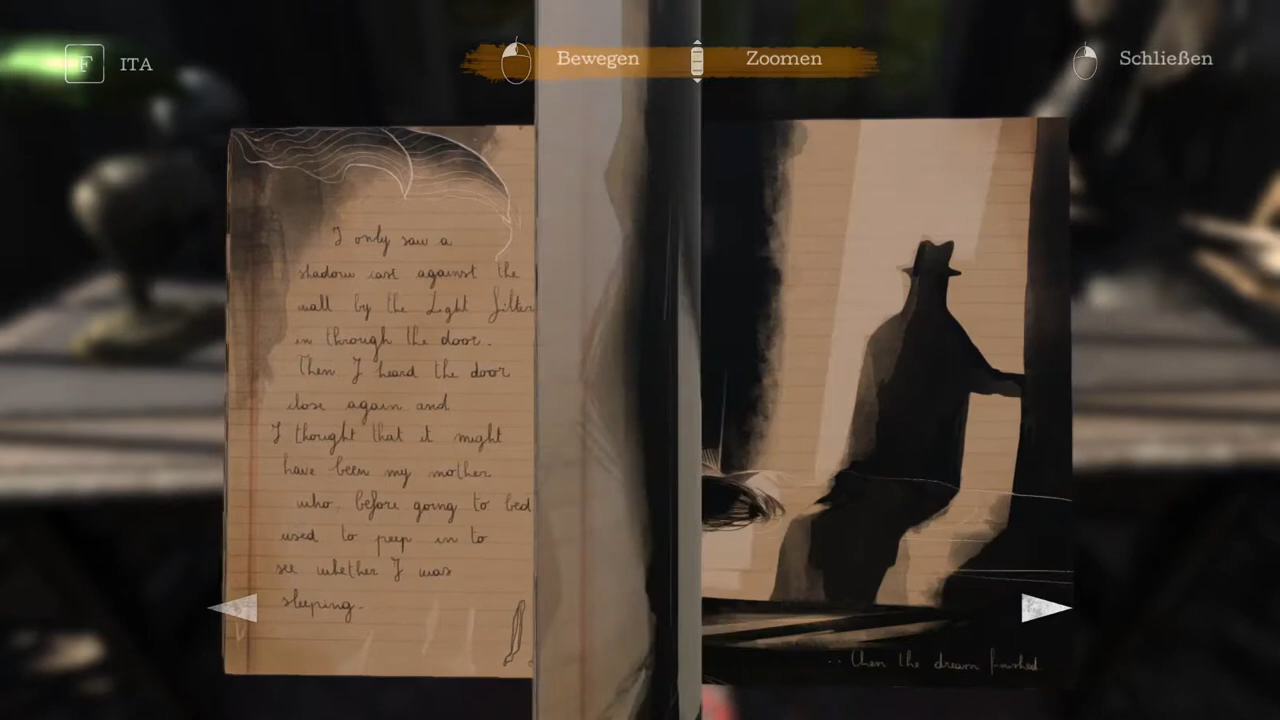 F ITA Bewegen Zoomen Schließen
I only saw a
shadow cast against the
wall by the Light filter
in through the door.
Then I heard the door
close again and
I thought that it might
have been my mother
who, before going to bed
used to peep in to
see whether I was
sleeping.
.. then the dream finished